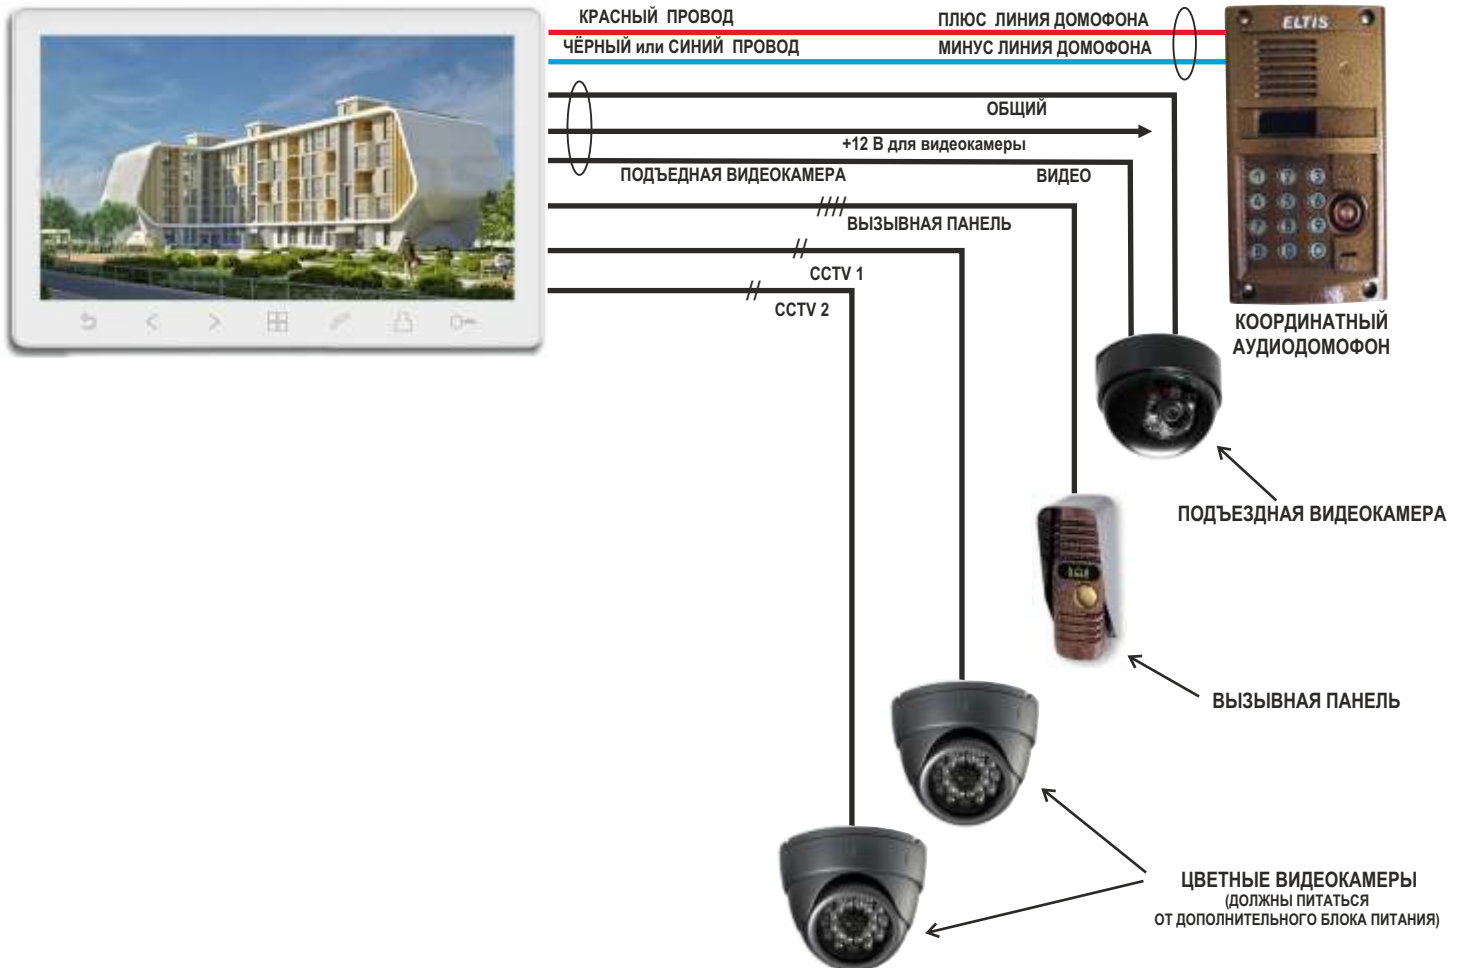 КРАСНЫЙ ПРОВОД
ПЛЮС ЛИНИЯ ДОМОФОНА
ЧЁРНЫЙ или СИНИЙ ПРОВОД
МИНУС ЛИНИЯ ДОМОФОНА
ELTIS
ОБЩИЙ
+12 В для видеокамеры
ПОДЪЕДНАЯ ВИДЕОКАМЕРА
ВИДЕО
ВЫЗЫВНАЯ ПАНЕЛЬ
CCTV 1
CCTV 2
КООРДИНАТНЫЙ
АУДИОДОМОФОН
ПОДЪЕЗДНАЯ ВИДЕОКАМЕРА
ВЫЗЫВНАЯ ПАНЕЛЬ
ЦВЕТНЫЕ ВИДЕОКАМЕРЫ
(ДОЛЖНЫ ПИТАТЬСЯ
ОТ ДОПОЛНИТЕЛЬНОГО БЛОКА ПИТАНИЯ)